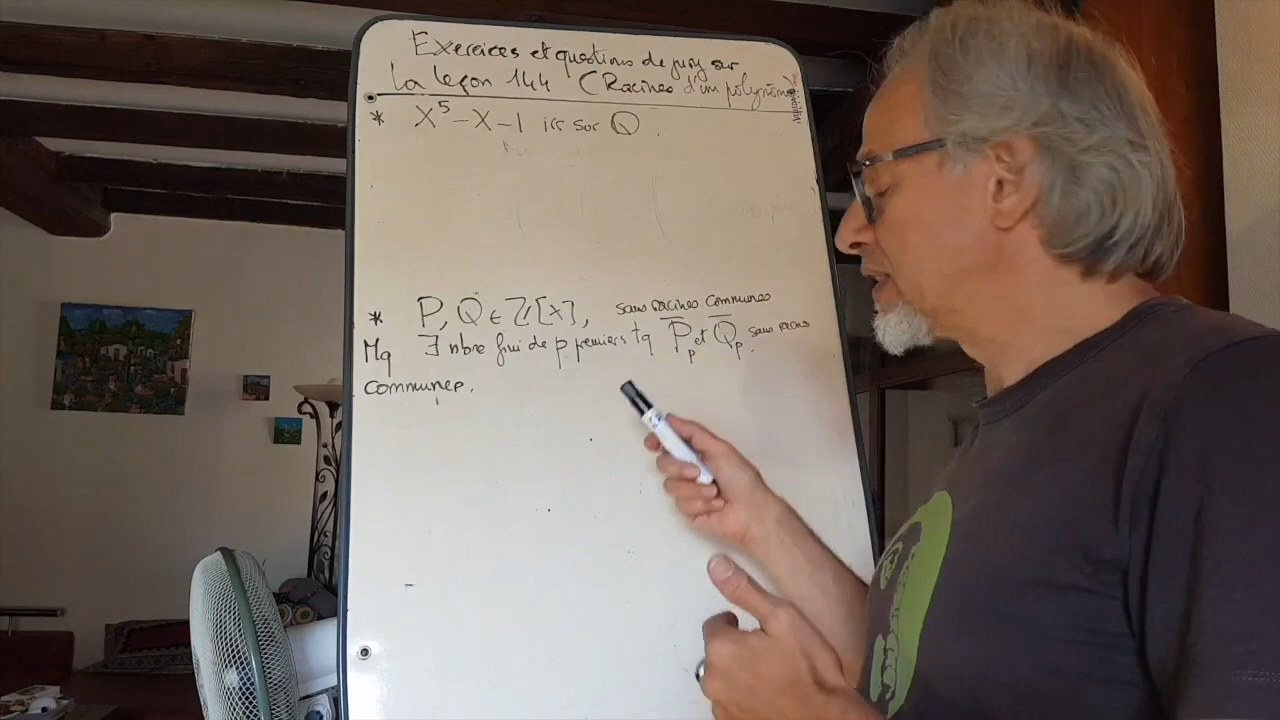 Exercices et questions de jury sur
la leçon 144 (Racines d'un polynôme)
* X⁵-X-1 irr sur ℚ.
* P, Q ∈ ℤ[X], sans racines communes
Mq ∃ nbre fini de p premiers tq P̅ₚ et Q̅ₚ sans racines
communes.